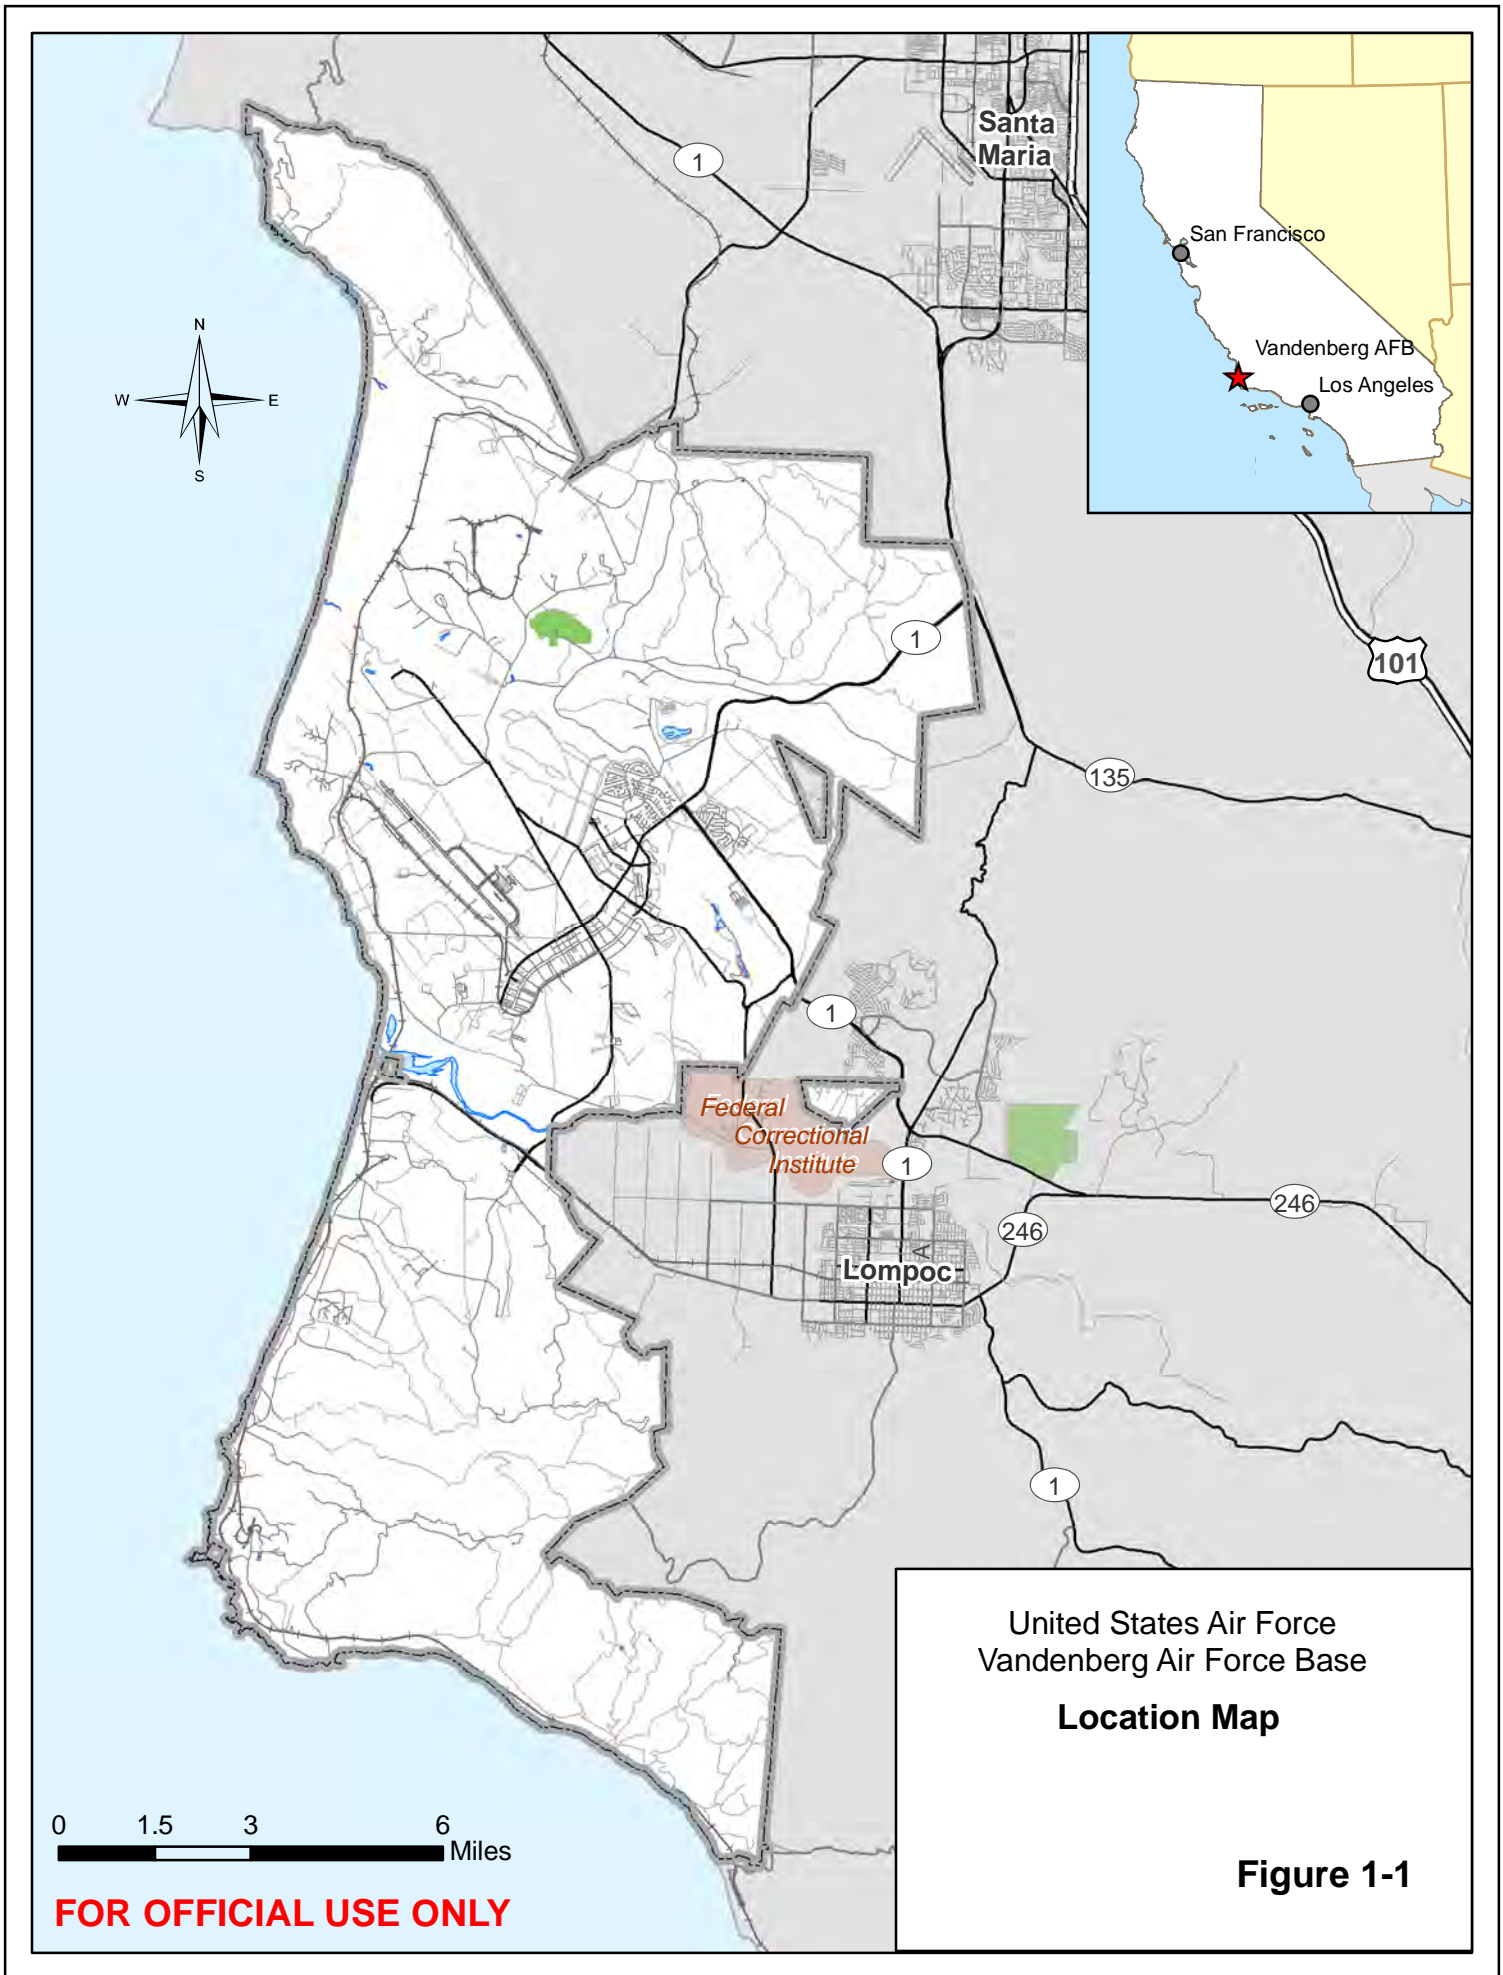 Santa
Maria
1
San Francisco
Vandenberg AFB
Los Angeles
N
W
E
S
1
101
135
1
Federal
Correctional
Institute
1
246
246
Lompoc
1
United States Air Force
Vandenberg Air Force Base
Location Map
Figure 1-1
0 1.5 3 6
Miles
FOR OFFICIAL USE ONLY